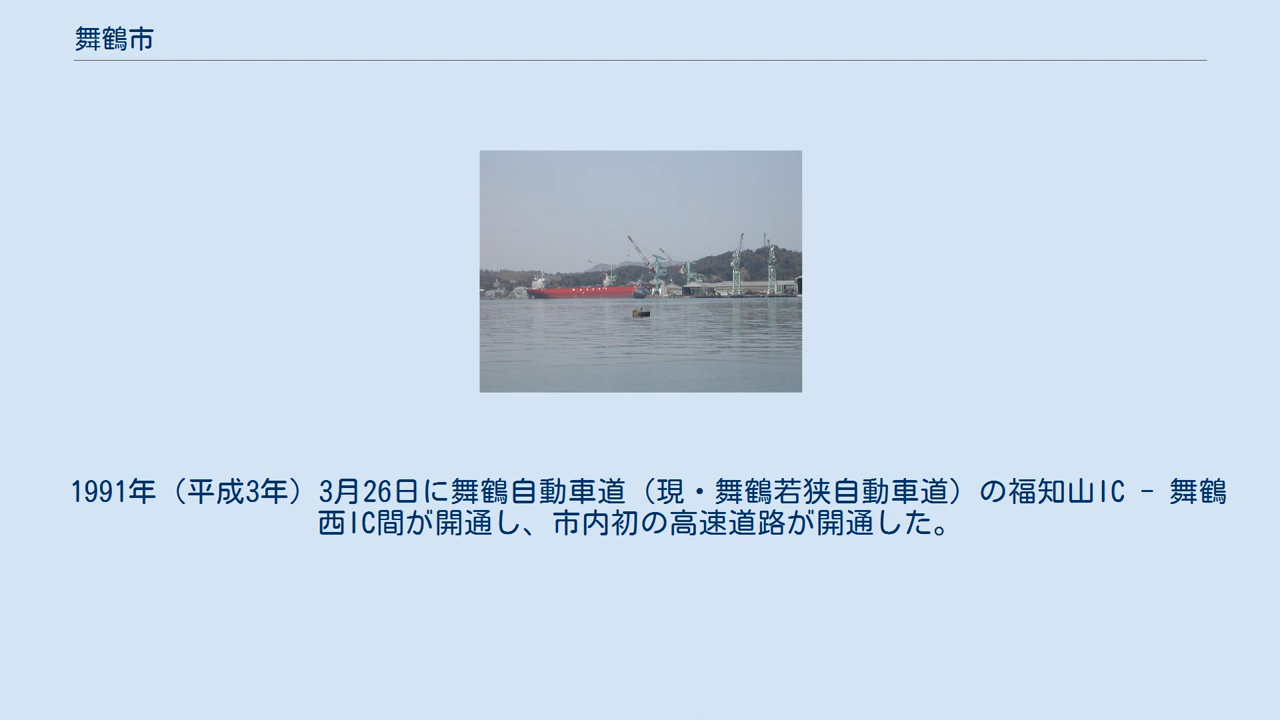 舞鶴市
1991年（平成3年）3月26日に舞鶴自動車道（現・舞鶴若狭自動車道）の福知山IC - 舞鶴
西IC間が開通し、市内初の高速道路が開通した。